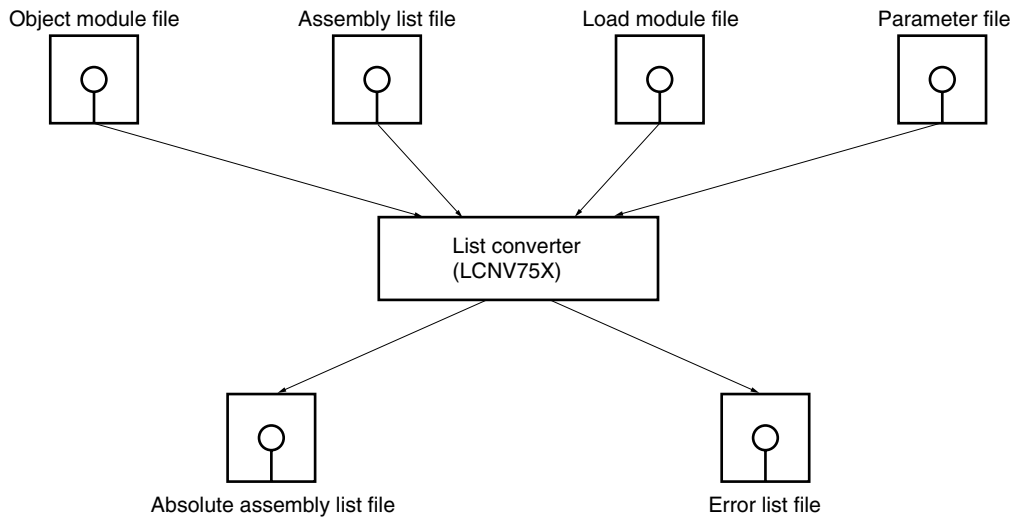 Object module file
Assembly list file
Load module file
Parameter file
List converter
(LCNV75X)
Absolute assembly list file
Error list file